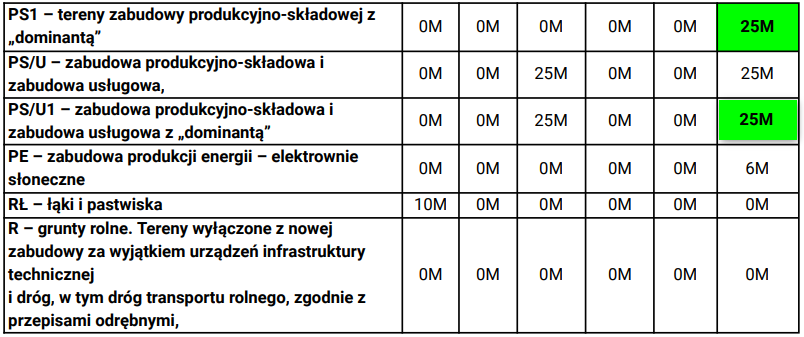 PS1 – tereny zabudowy produkcyjno-składowej z
„dominantą” 0M 0M 0M 0M 0M 25M
PS/U – zabudowa produkcyjno-składowa i
zabudowa usługowa, 0M 0M 25M 0M 0M 25M
PS/U1 – zabudowa produkcyjno-składowa i
zabudowa usługowa z „dominantą” 0M 0M 25M 0M 0M 25M
PE – zabudowa produkcji energii – elektrownie
słoneczne 0M 0M 0M 0M 0M 6M
RŁ – łąki i pastwiska 10M 0M 0M 0M 0M 0M
R – grunty rolne. Tereny wyłączone z nowej
zabudowy za wyjątkiem urządzeń infrastruktury
technicznej 0M 0M 0M 0M 0M 0M
i dróg, w tym dróg transportu rolnego, zgodnie z
przepisami odrębnymi,